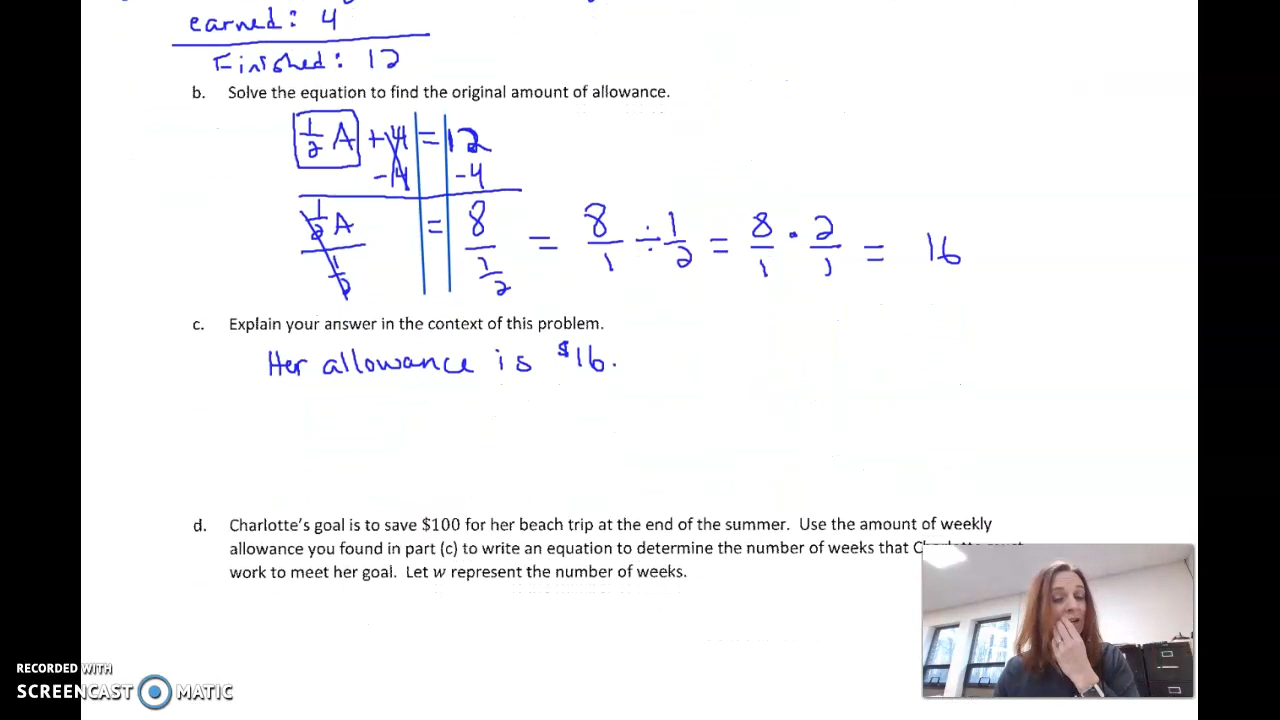 earned: 4
Finished: 12
b. Solve the equation to find the original amount of allowance.
1/2 A + 4 = 12
-4 -4
1/2 A = 8 = 8/1 ÷ 1/2 = 8/1 · 2/1 = 16
1/2 1/2
c. Explain your answer in the context of this problem.
Her allowance is $16.
d. Charlotte's goal is to save $100 for her beach trip at the end of the summer. Use the amount of weekly
allowance you found in part (c) to write an equation to determine the number of weeks that
work to meet her goal. Let w represent the number of weeks.
RECORDED WITH
SCREENCAST MATIC